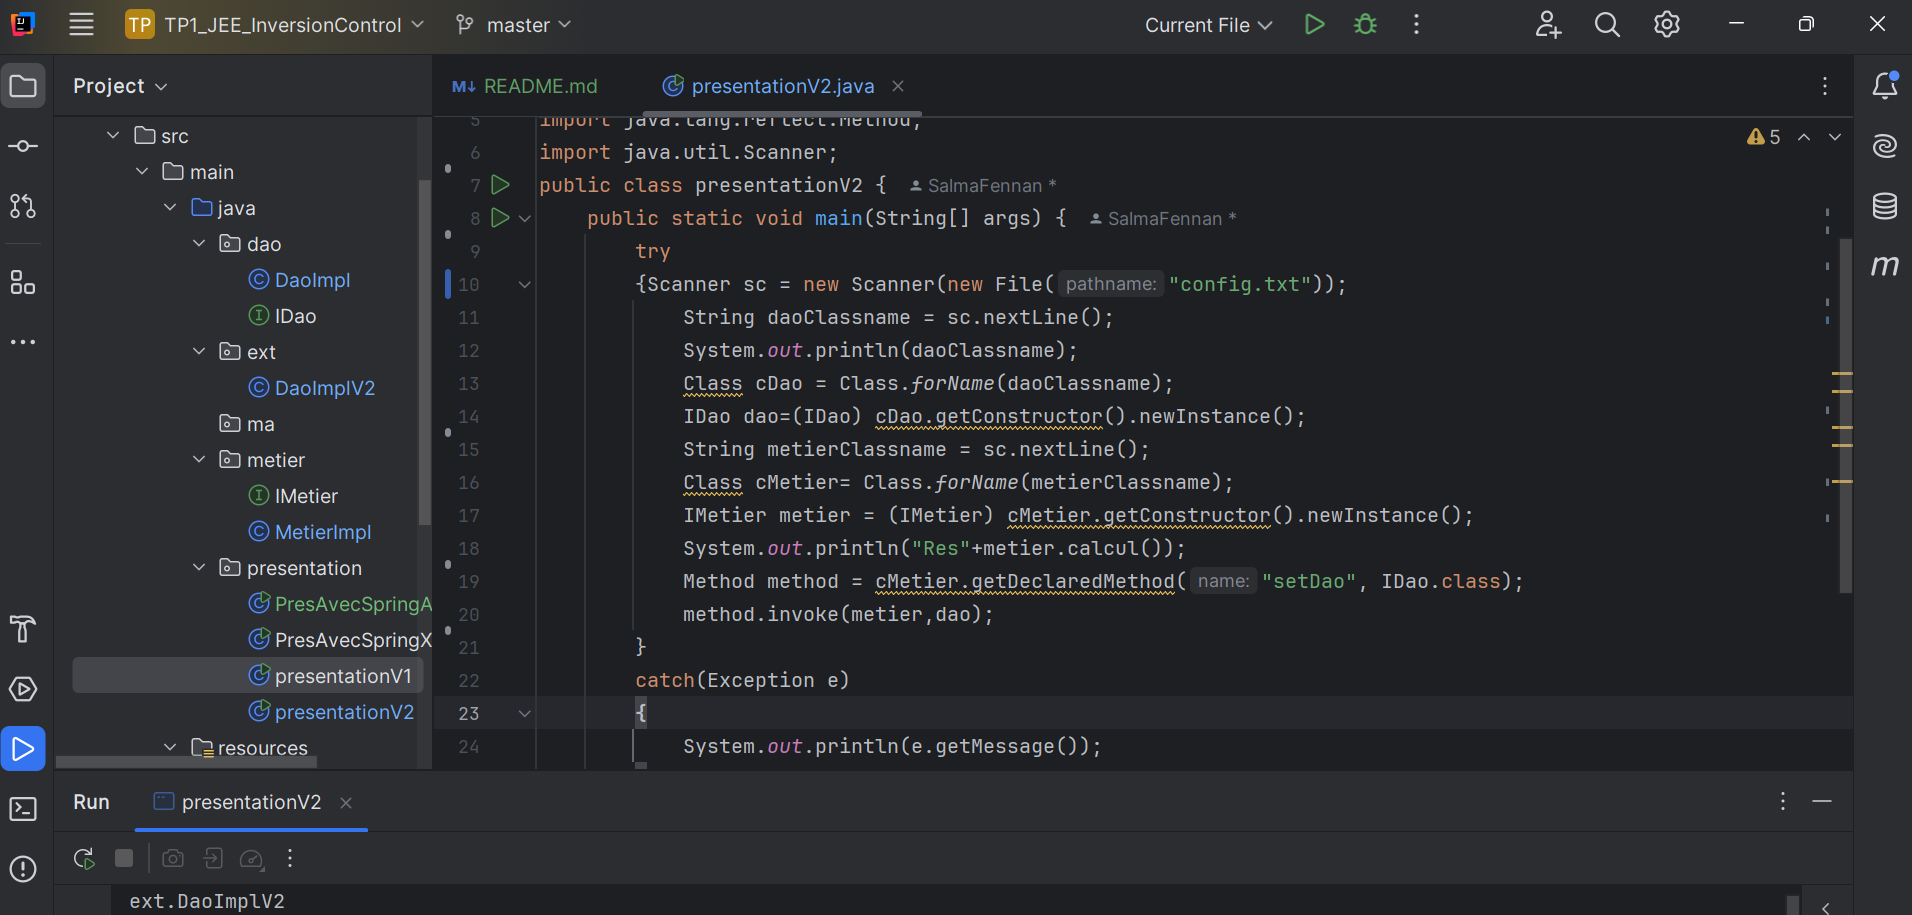 TP TP1_JEE_InversionControl master Current File
Project
src
main
java
dao
DaoImpl
IDao
ext
DaoImplV2
ma
metier
IMetier
MetierImpl
presentation
PresAvecSpringA
PresAvecSpringX
presentationV1
presentationV2
resources
README.md presentationV2.java
5 import java.lang.reflect.Method;
6 import java.util.Scanner;
7 public class presentationV2 { SalmaFennan *
8 public static void main(String[] args) { SalmaFennan *
9 try
10 {Scanner sc = new Scanner(new File( pathname: "config.txt"));
11 String daoClassname = sc.nextLine();
12 System.out.println(daoClassname);
13 Class cDao = Class.forName(daoClassname);
14 IDao dao=(IDao) cDao.getConstructor().newInstance();
15 String metierClassname = sc.nextLine();
16 Class cMetier= Class.forName(metierClassname);
17 IMetier metier = (IMetier) cMetier.getConstructor().newInstance();
18 System.out.println("Res"+metier.calcul());
19 Method method = cMetier.getDeclaredMethod( name: "setDao", IDao.class);
20 method.invoke(metier,dao);
21 }
22 catch(Exception e)
23 {
24 System.out.println(e.getMessage());
5
m
Run presentationV2
ext.DaoImplV2